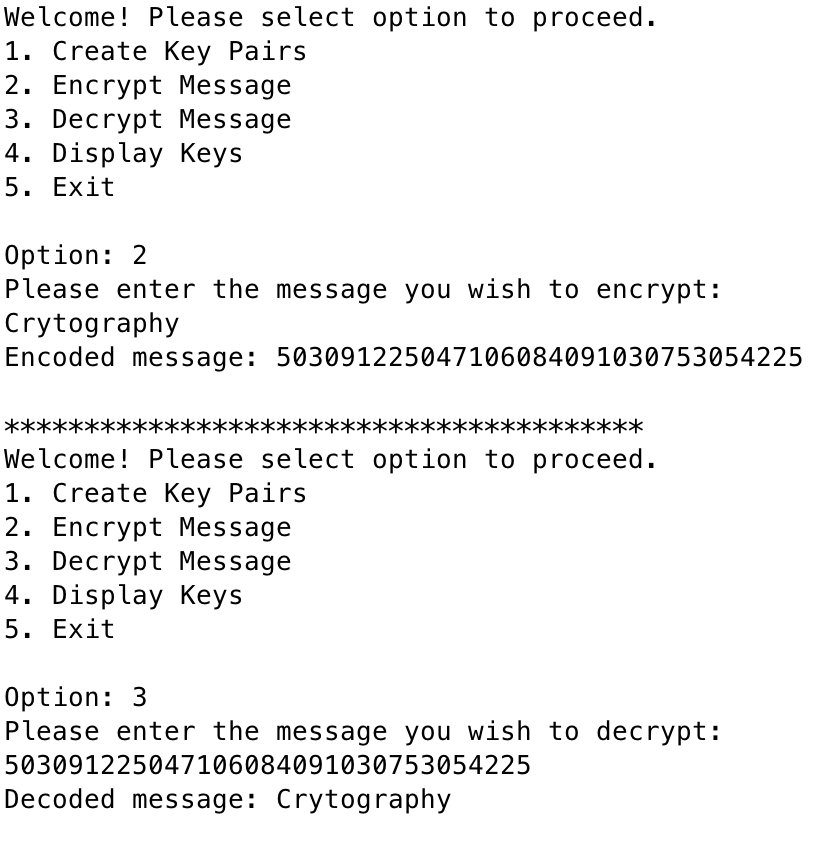 Welcome! Please select option to proceed.
1. Create Key Pairs
2. Encrypt Message
3. Decrypt Message
4. Display Keys
5. Exit
Option: 2
Please enter the message you wish to encrypt:
Crytography
Encoded message: 503091225047106084091030753054225
****************************************
Welcome! Please select option to proceed.
1. Create Key Pairs
2. Encrypt Message
3. Decrypt Message
4. Display Keys
5. Exit
Option: 3
Please enter the message you wish to decrypt:
503091225047106084091030753054225
Decoded message: Crytography